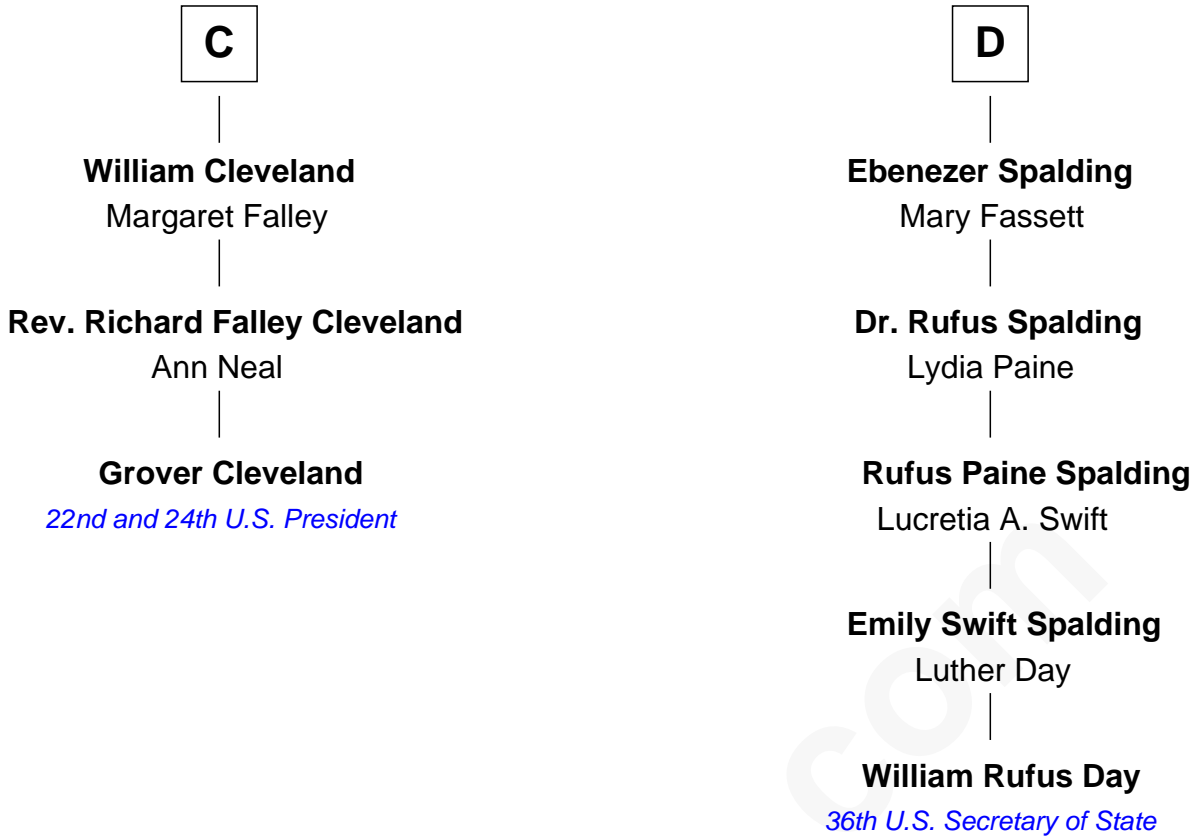 C
William Cleveland
Margaret Falley
Rev. Richard Falley Cleveland
Ann Neal
Grover Cleveland
22nd and 24th U.S. President
D
Ebenezer Spalding
Mary Fassett
Dr. Rufus Spalding
Lydia Paine
Rufus Paine Spalding
Lucretia A. Swift
Emily Swift Spalding
Luther Day
William Rufus Day
36th U.S. Secretary of State
com